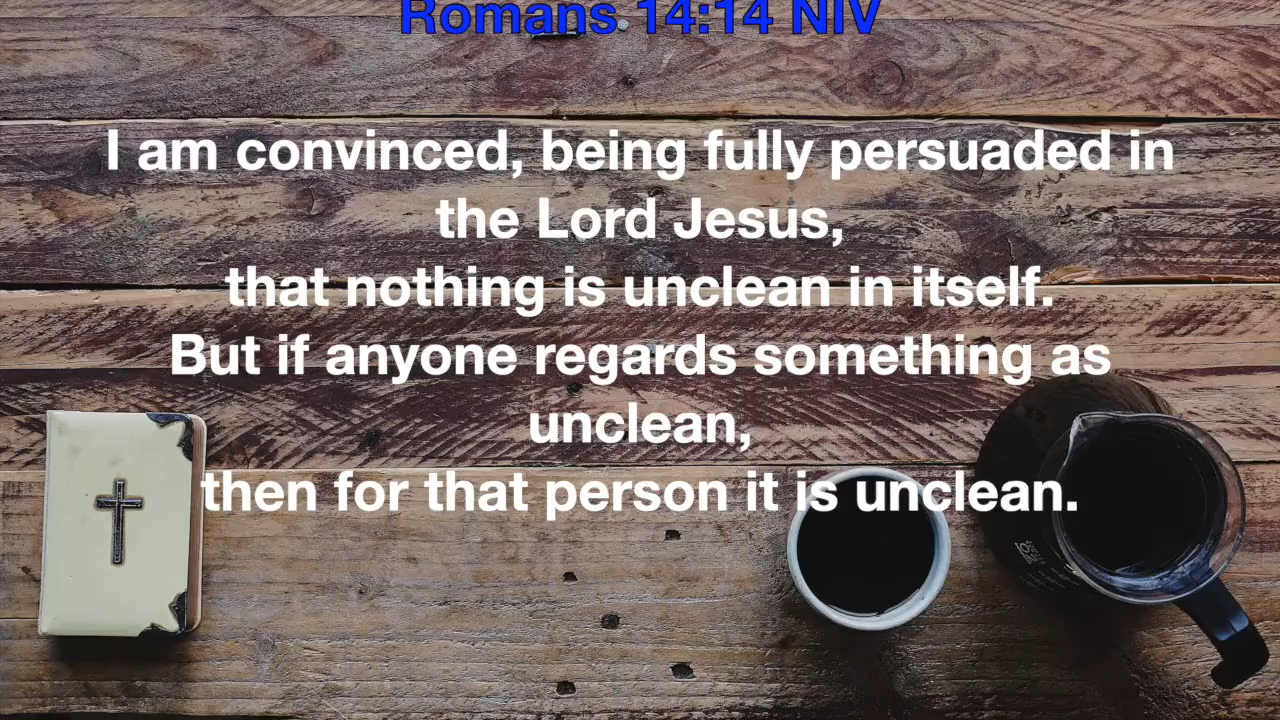 Romans 14:14 NIV
I am convinced, being fully persuaded in
the Lord Jesus,
that nothing is unclean in itself.
But if anyone regards something as
unclean,
then for that person it is unclean.